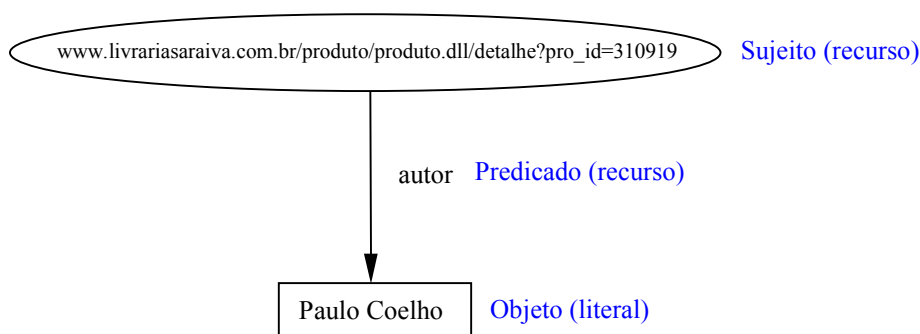 www.livrariasaraiva.com.br/produto/produto.dll/detalhe?pro_id=310919 Sujeito (recurso)
autor Predicado (recurso)
Paulo Coelho Objeto (literal)